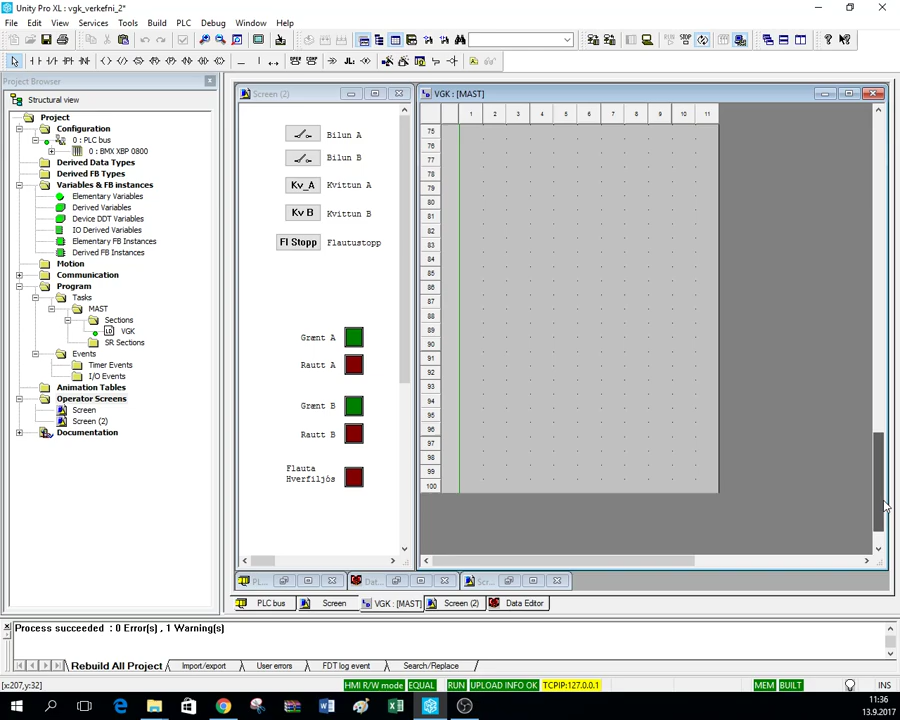 Unity Pro XL : vgk_verkefni_2*
File Edit View Services Tools Build PLC Debug Window Help
Project Browser
Structural view
Project
Configuration
0 : PLC bus
0 : BMX XBP 0800
Derived Data Types
Derived FB Types
Variables & FB instances
Elementary Variables
Derived Variables
Device DDT Variables
IO Derived Variables
Elementary FB Instances
Derived FB Instances
Motion
Communication
Program
Tasks
MAST
Sections
VGK
SR Sections
Events
Timer Events
I/O Events
Animation Tables
Operator Screens
Screen
Screen (2)
Documentation
Screen (2)
Bilun A
Bilun B
Kv_A Kvittun A
Kv B Kvittun B
Fl Stopp Flautustopp
Grænt A
Rautt A
Grænt B
Rautt B
Flauta
Hverfiljós
VGK : [MAST]
1 2 3 4 5 6 7 8 9 10 11
75
76
77
78
79
80
81
82
83
84
85
86
87
88
89
90
91
92
93
94
95
96
97
98
99
100
PL... Dat... Scr...
PLC bus Screen VGK : [MAST] Screen (2) Data Editor
Process succeeded : 0 Error(s) , 1 Warning(s)
Rebuild All Project Import/export User errors FDT log event Search/Replace
[x:207,y:32] HMI R/W mode EQUAL RUN UPLOAD INFO OK TCPIP:127.0.0.1 MEM BUILT INS
11:36
13.9.2017